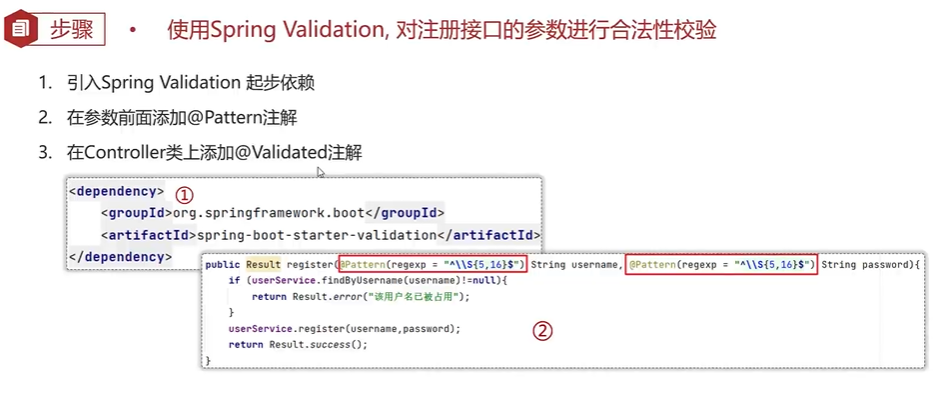 步骤 • 使用Spring Validation, 对注册接口的参数进行合法性校验
1. 引入Spring Validation 起步依赖
2. 在参数前面添加@Pattern注解
3. 在Controller类上添加@Validated注解
<dependency> ①
<groupId>org.springframework.boot</groupId>
<artifactId>spring-boot-starter-validation</artifactId>
</dependency>
public Result register(@Pattern(regexp = "^\\S{5,16}$") String username, @Pattern(regexp = "^\\S{5,16}$") String password){
if (userService.findByUsername(username)!=null){
return Result.error("该用户名已被占用");
}
userService.register(username,password);
②
return Result.success();
}